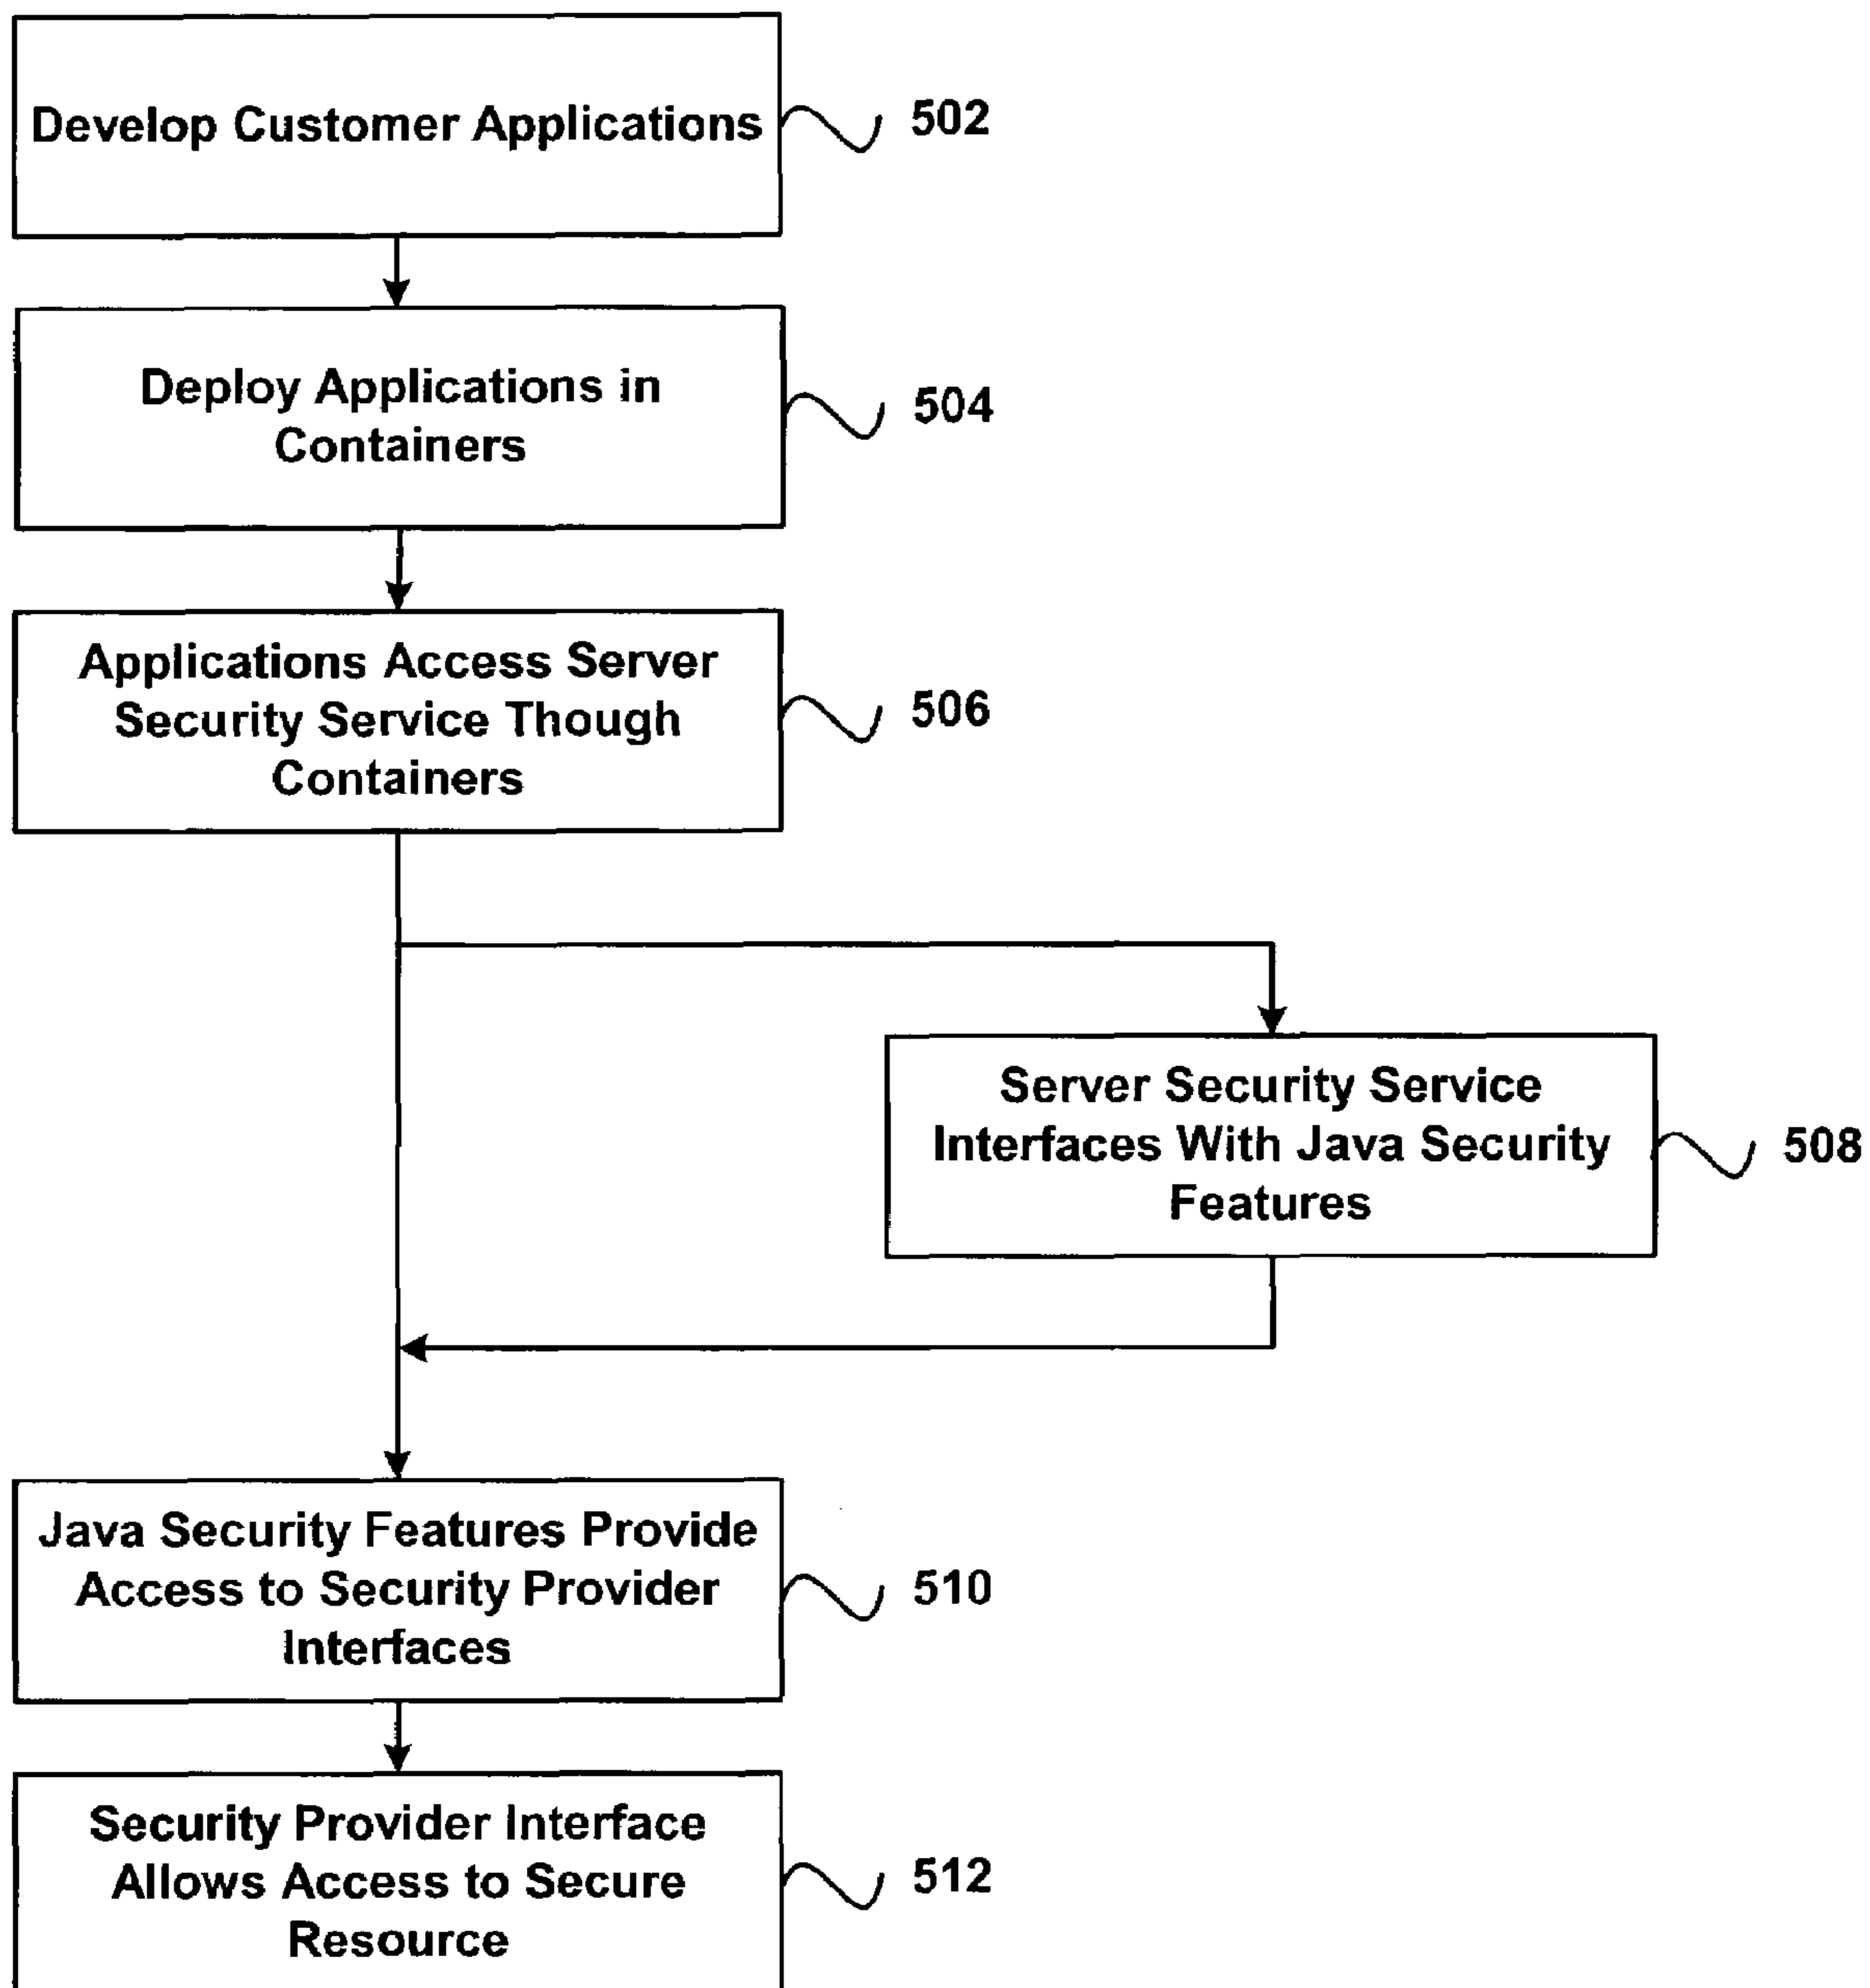 Develop Customer Applications
502
Deploy Applications in
Containers
504
Applications Access Server
Security Service Though
Containers
506
Server Security Service
Interfaces With Java Security
Features
508
Java Security Features Provide
Access to Security Provider
Interfaces
510
Security Provider Interface
Allows Access to Secure
Resource
512